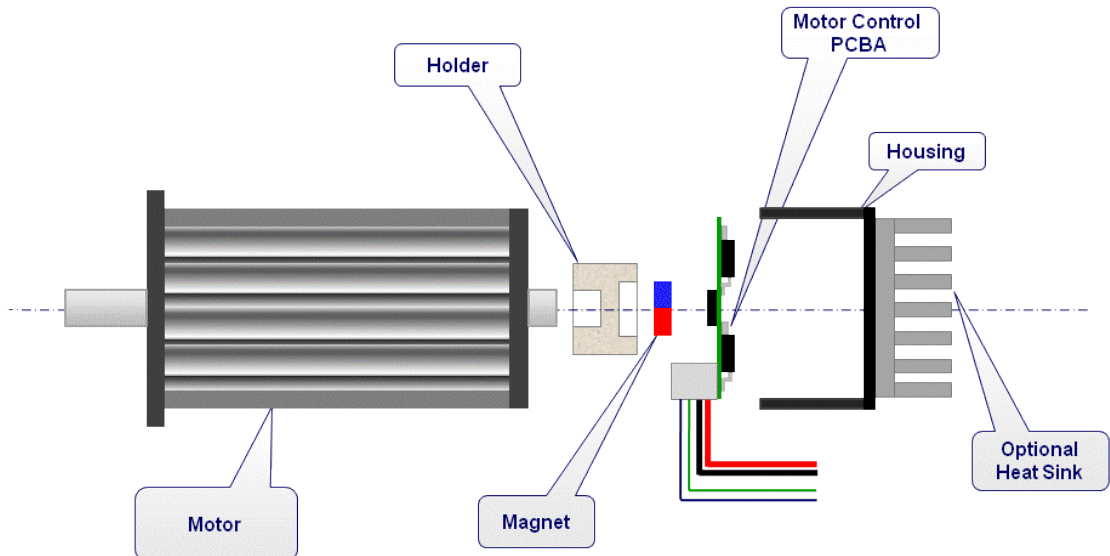 Motor Control
PCBA
Holder
Housing
Optional
Heat Sink
Magnet
Motor